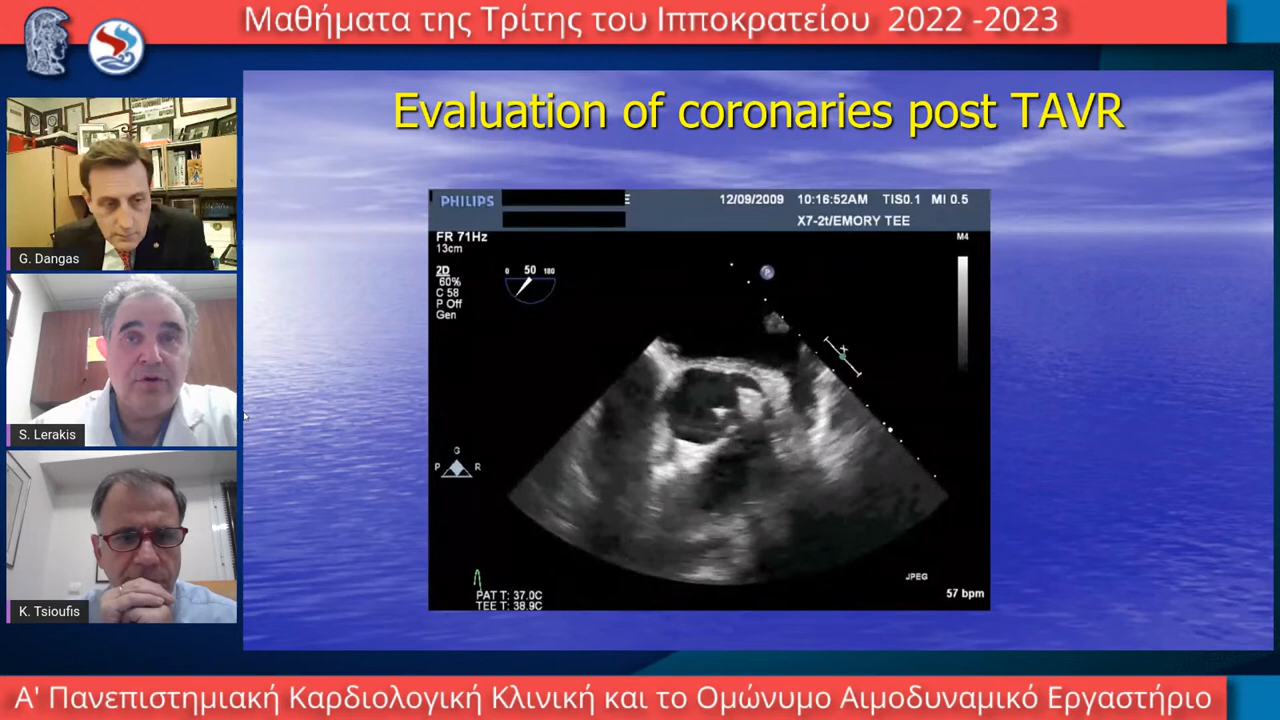 Μαθήματα της Τρίτης του Ιπποκρατείου 2022 -2023
G. Dangas
S. Lerakis
K. Tsioufis
Evaluation of coronaries post TAVR
PHILIPS
E
12/09/2009 10:16:52AM TIS0.1 MI 0.5
X7-2t/EMORY TEE
FR 71Hz
13cm
M4
2D
60%
C 58
P Off
Gen
0 50 180
P
G
P R
JPEG
PAT T: 37.0C
TEE T: 38.9C
57 bpm
Α' Πανεπιστημιακή Καρδιολογική Κλινική και το Ομώνυμο Αιμοδυναμικό Εργαστήριο